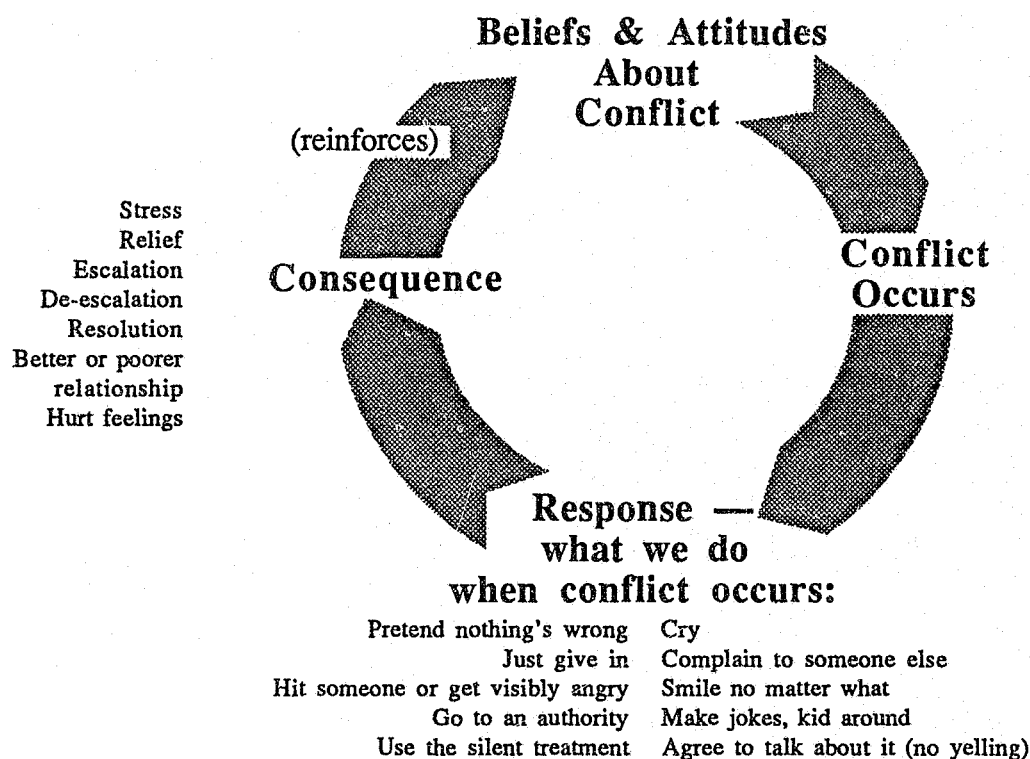 Beliefs & Attitudes
About
Conflict
(reinforces)
Conflict
Occurs
Response —
what we do
when conflict occurs:
Pretend nothing's wrong
Just give in
Hit someone or get visibly angry
Go to an authority
Use the silent treatment
Cry
Complain to someone else
Smile no matter what
Make jokes, kid around
Agree to talk about it (no yelling)
Consequence
Stress
Relief
Escalation
De-escalation
Resolution
Better or poorer
relationship
Hurt feelings